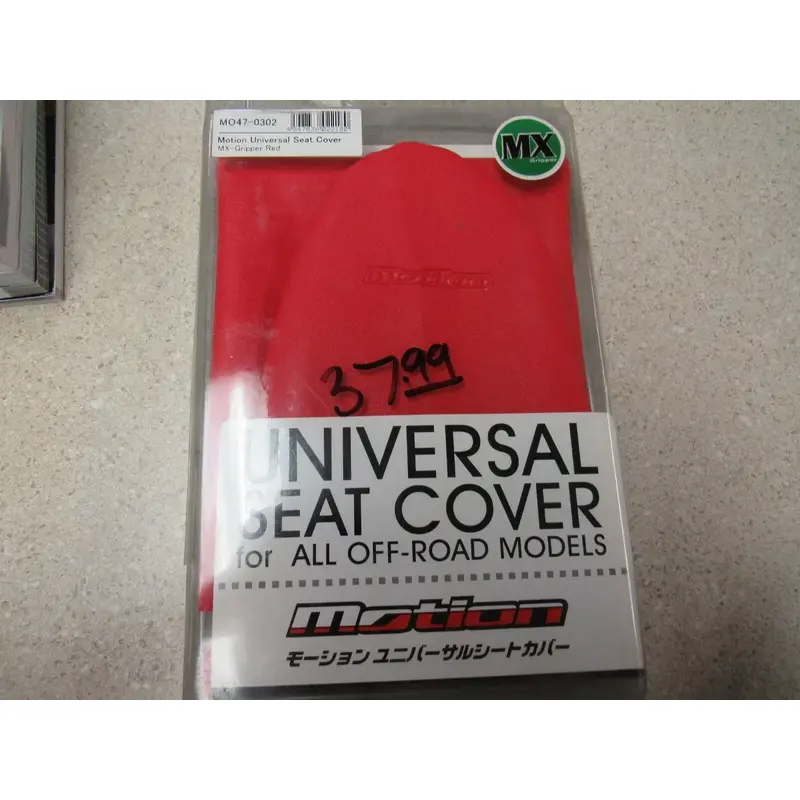 MO47-0302
Motion Universal Seat Cover
MX-Gripper Red
MX
Gripper
motion
37.99
UNIVERSAL
SEAT COVER
for ALL OFF-ROAD MODELS
motion
モーション ユニバーサルシートカバー